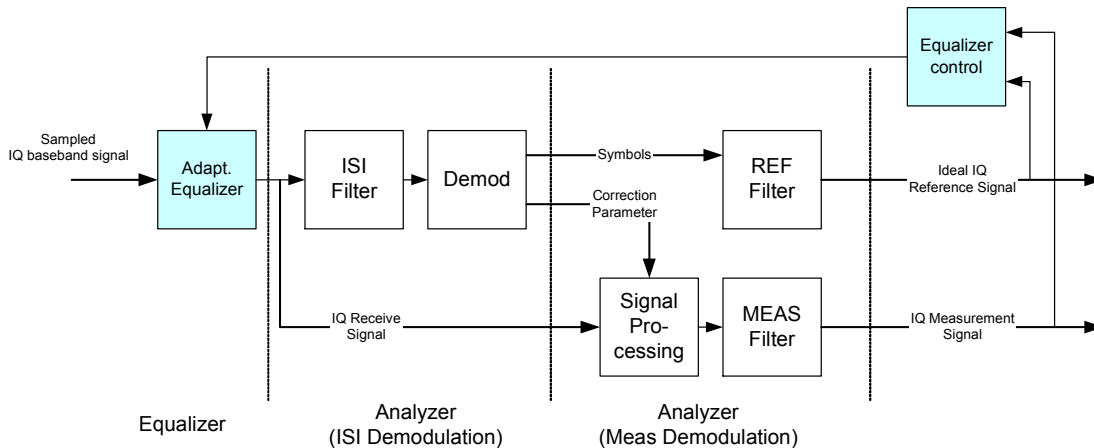 Equalizer
control
Sampled
IQ baseband signal
Adapt.
Equalizer
ISI
Filter
Demod
Symbols
Correction
Parameter
REF
Filter
Ideal IQ
Reference Signal
IQ Receive
Signal
Signal
Pro-
cessing
MEAS
Filter
IQ Measurement
Signal
Equalizer
Analyzer
(ISI Demodulation)
Analyzer
(Meas Demodulation)